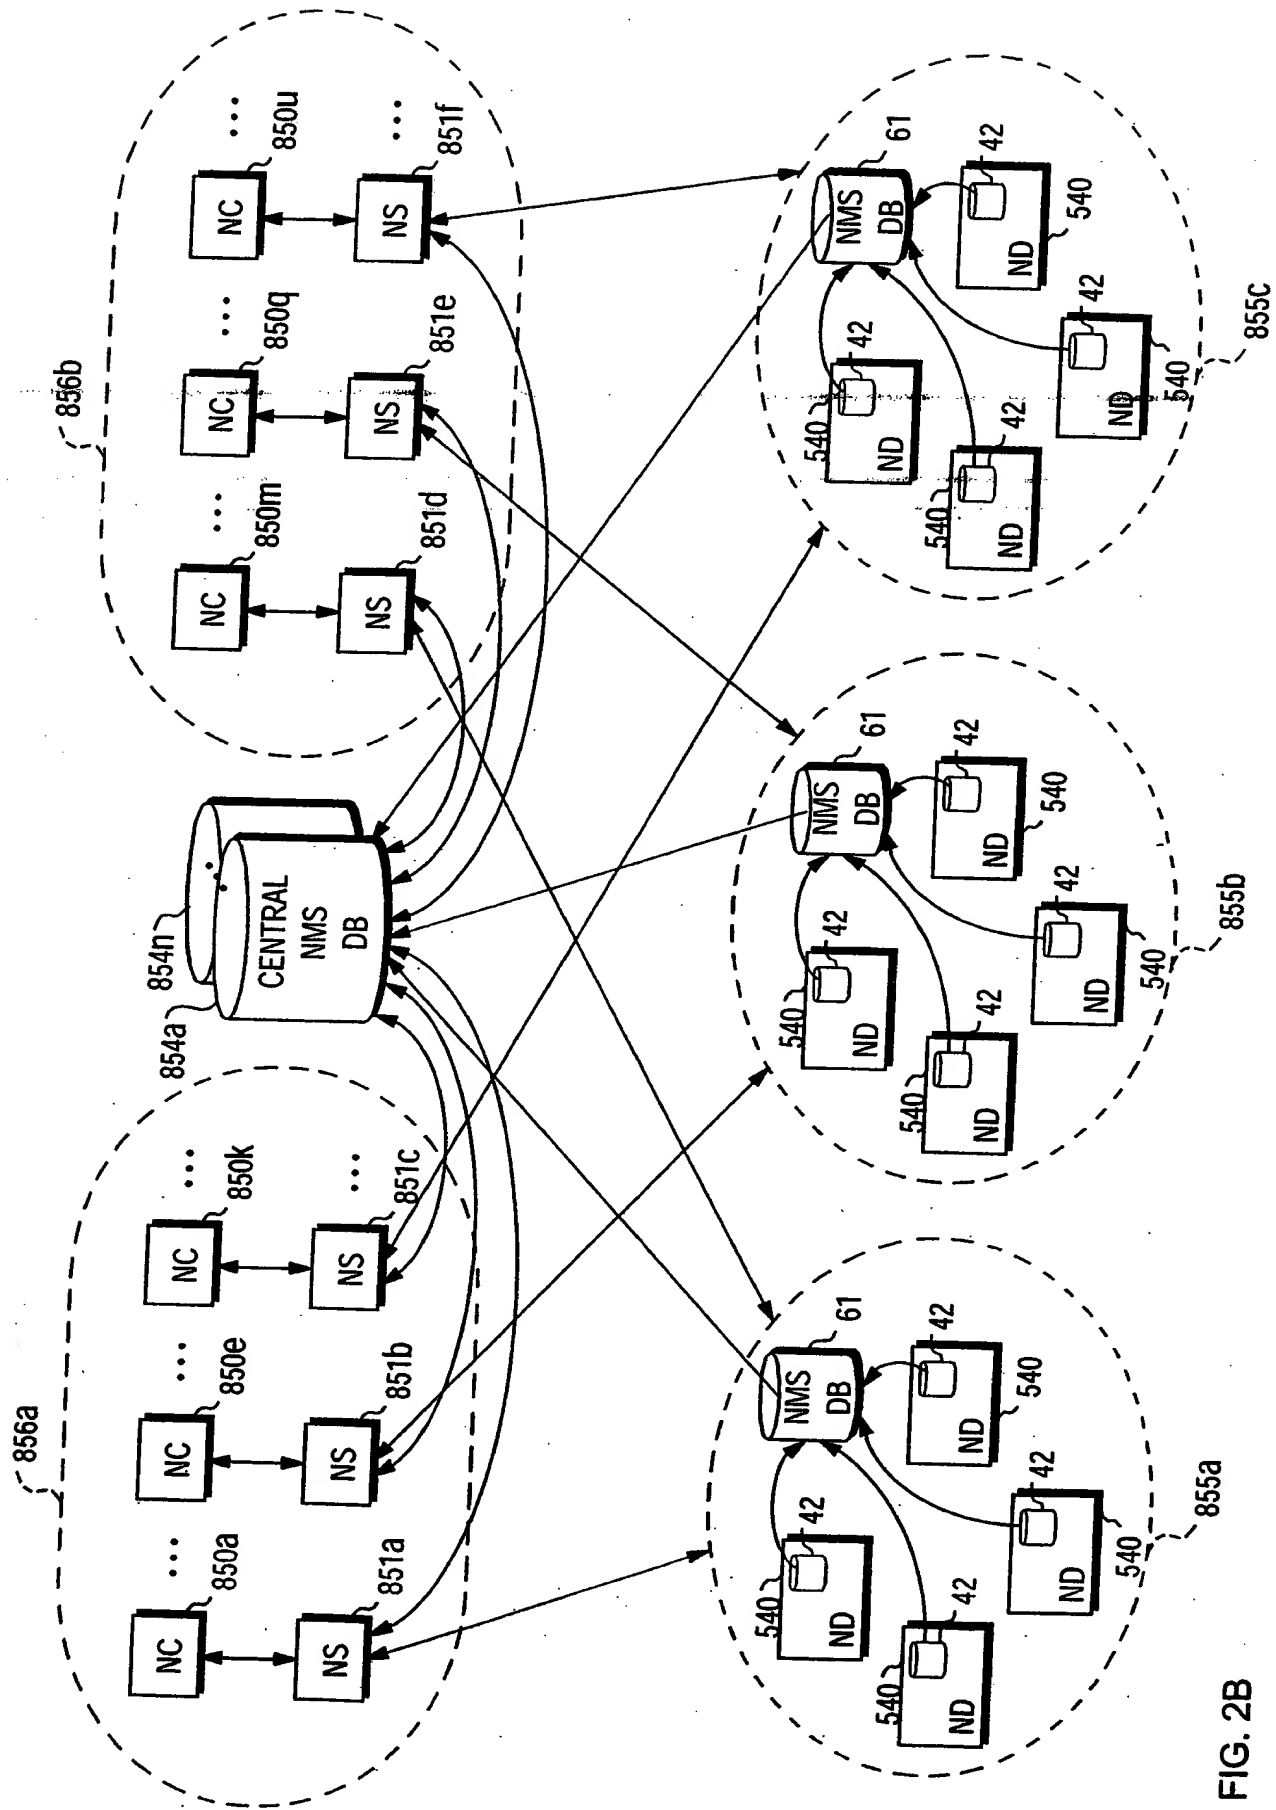 856a
850a
...
850e
...
850k
...
NC
NC
NC
851a
851b
851c
...
NS
NS
NS
854a
854n
CENTRAL
NMS
DB
856b
850m
...
850q
...
850u
...
NC
NC
NC
851d
851e
851f
...
NS
NS
NS
61
NMS
DB
540
42
ND
540
42
ND
42
540
ND
42
540
ND
855a
61
NMS
DB
540
42
ND
540
42
ND
42
540
ND
42
540
ND
855b
61
NMS
DB
540
42
ND
540
42
ND
42
540
ND
42
540
ND
855c
FIG. 2B